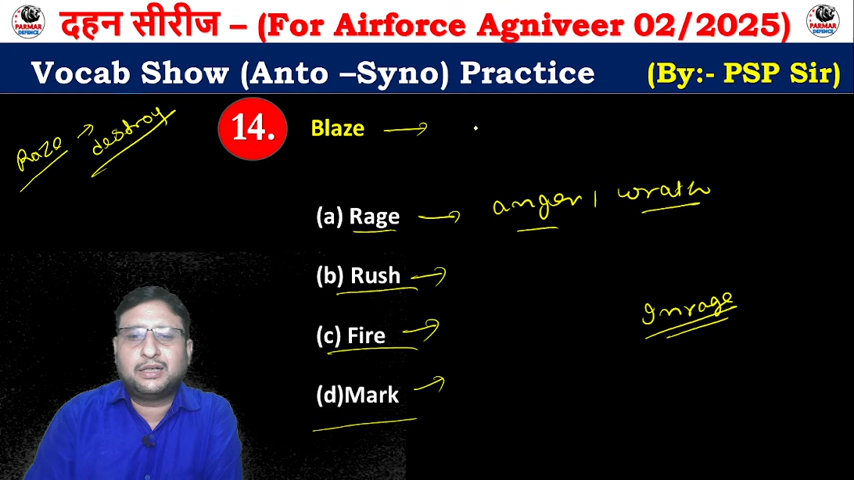 PARMAR DEFENCE
दहन सीरीज – (For Airforce Agniveer 02/2025)
PARMAR DEFENCE
Vocab Show (Anto –Syno) Practice (By:- PSP Sir)
Raze → destroy
14. Blaze →
(a) Rage → anger | wrath
(b) Rush →
Inrage
(c) Fire →
(d)Mark →